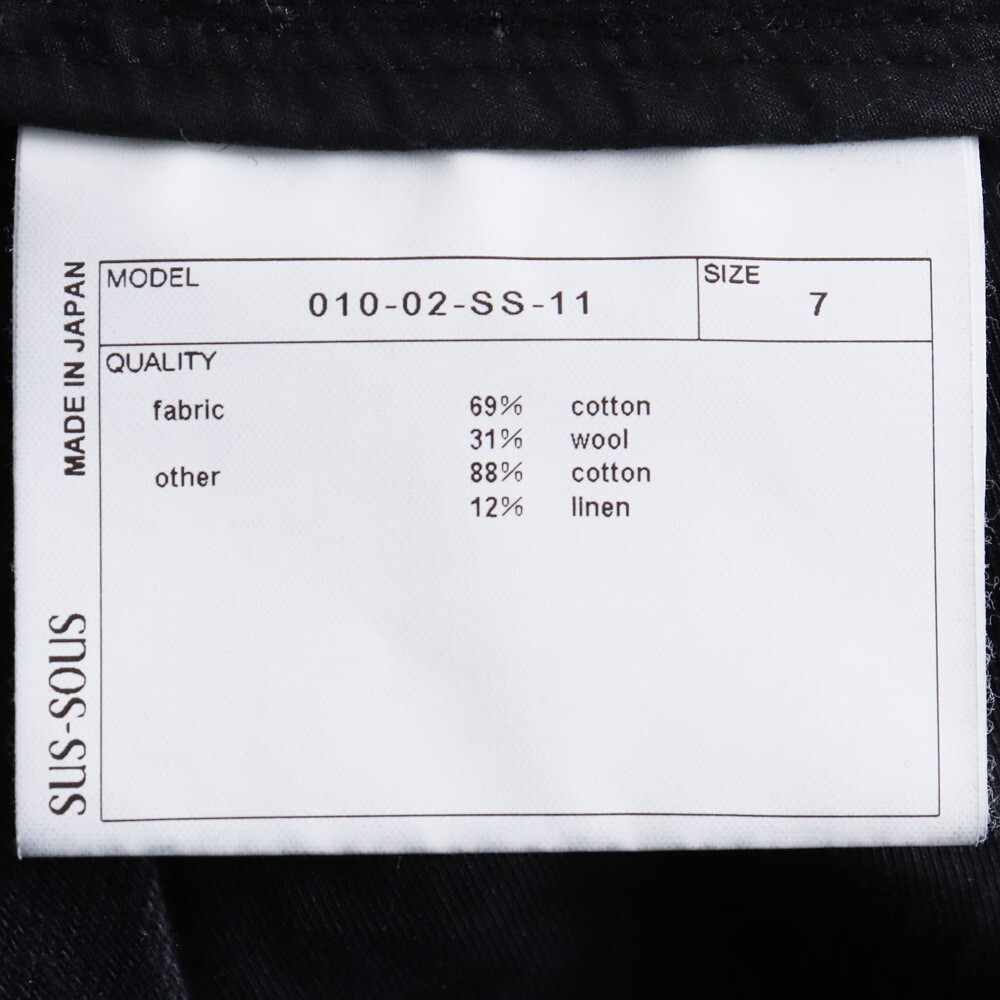 MODEL
010-02-SS-11
SIZE
7
QUALITY
fabric 69% cotton
31% wool
other 88% cotton
12% linen
MADE IN JAPAN
SUS-SOUS